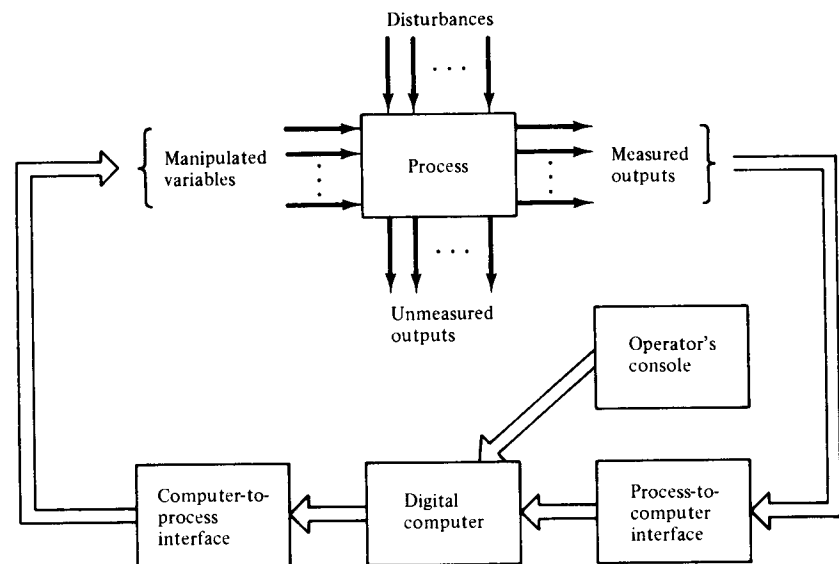 Disturbances
Manipulated
variables
Process
Measured
outputs
Unmeasured
outputs
Operator's
console
Computer-to-
process
interface
Digital
computer
Process-to-
computer
interface